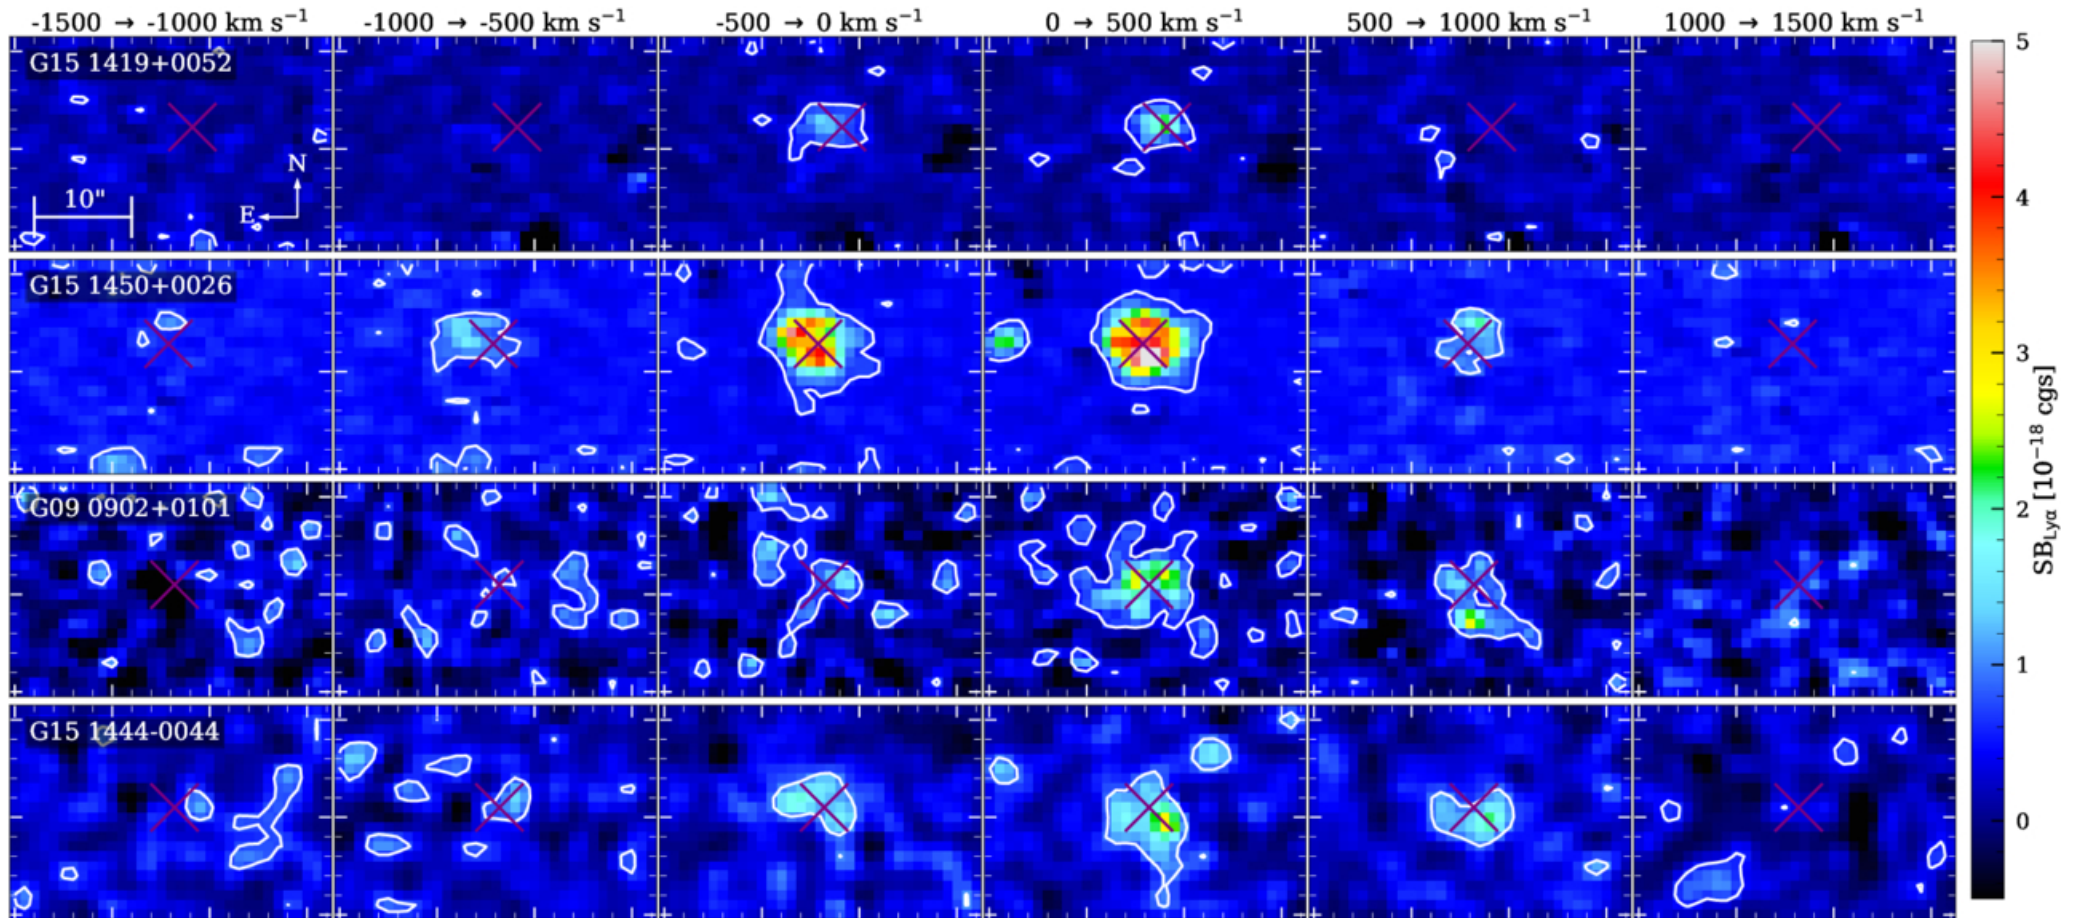 -1500 → -1000 km s⁻¹ -1000 → -500 km s⁻¹ -500 → 0 km s⁻¹ 0 → 500 km s⁻¹ 500 → 1000 km s⁻¹ 1000 → 1500 km s⁻¹
G15 1419+0052
N
10"
E
G15 1450+0026
G09 0902+0101
G15 1444-0044
5
4
3
2
1
0
SB_Lyα [10⁻¹⁸ cgs]